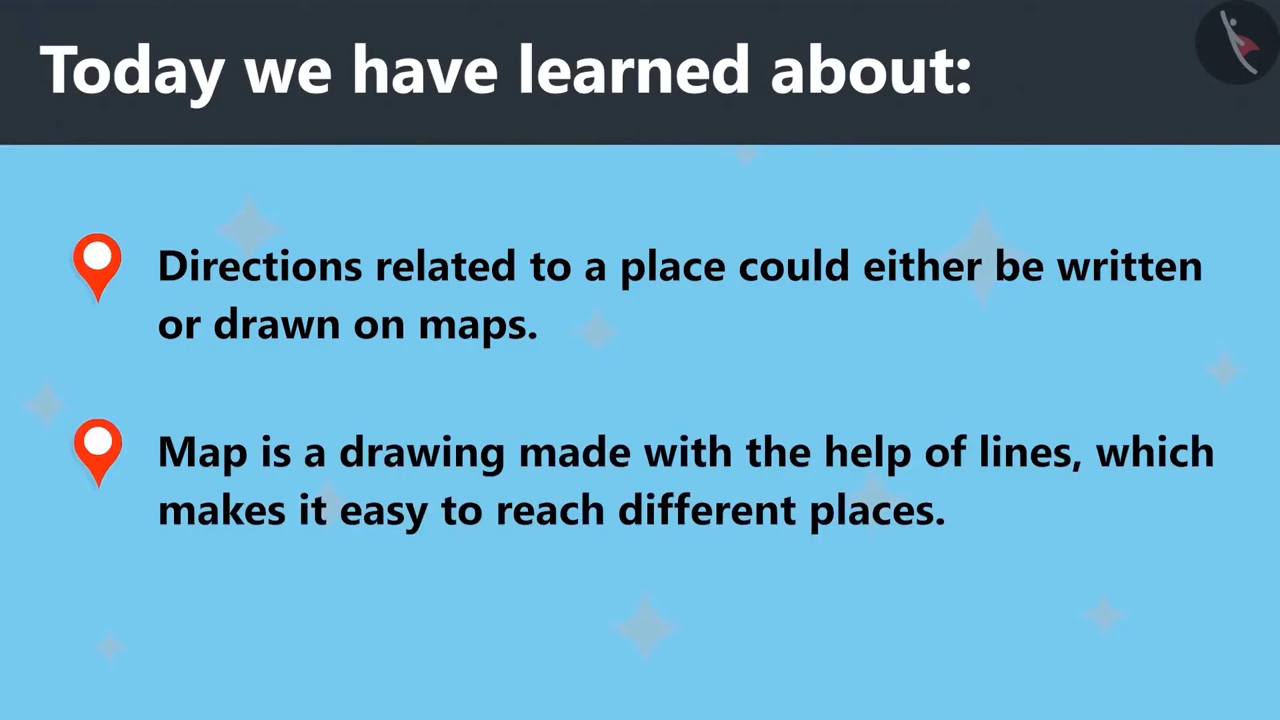 Today we have learned about:
Directions related to a place could either be written
or drawn on maps.
Map is a drawing made with the help of lines, which
makes it easy to reach different places.